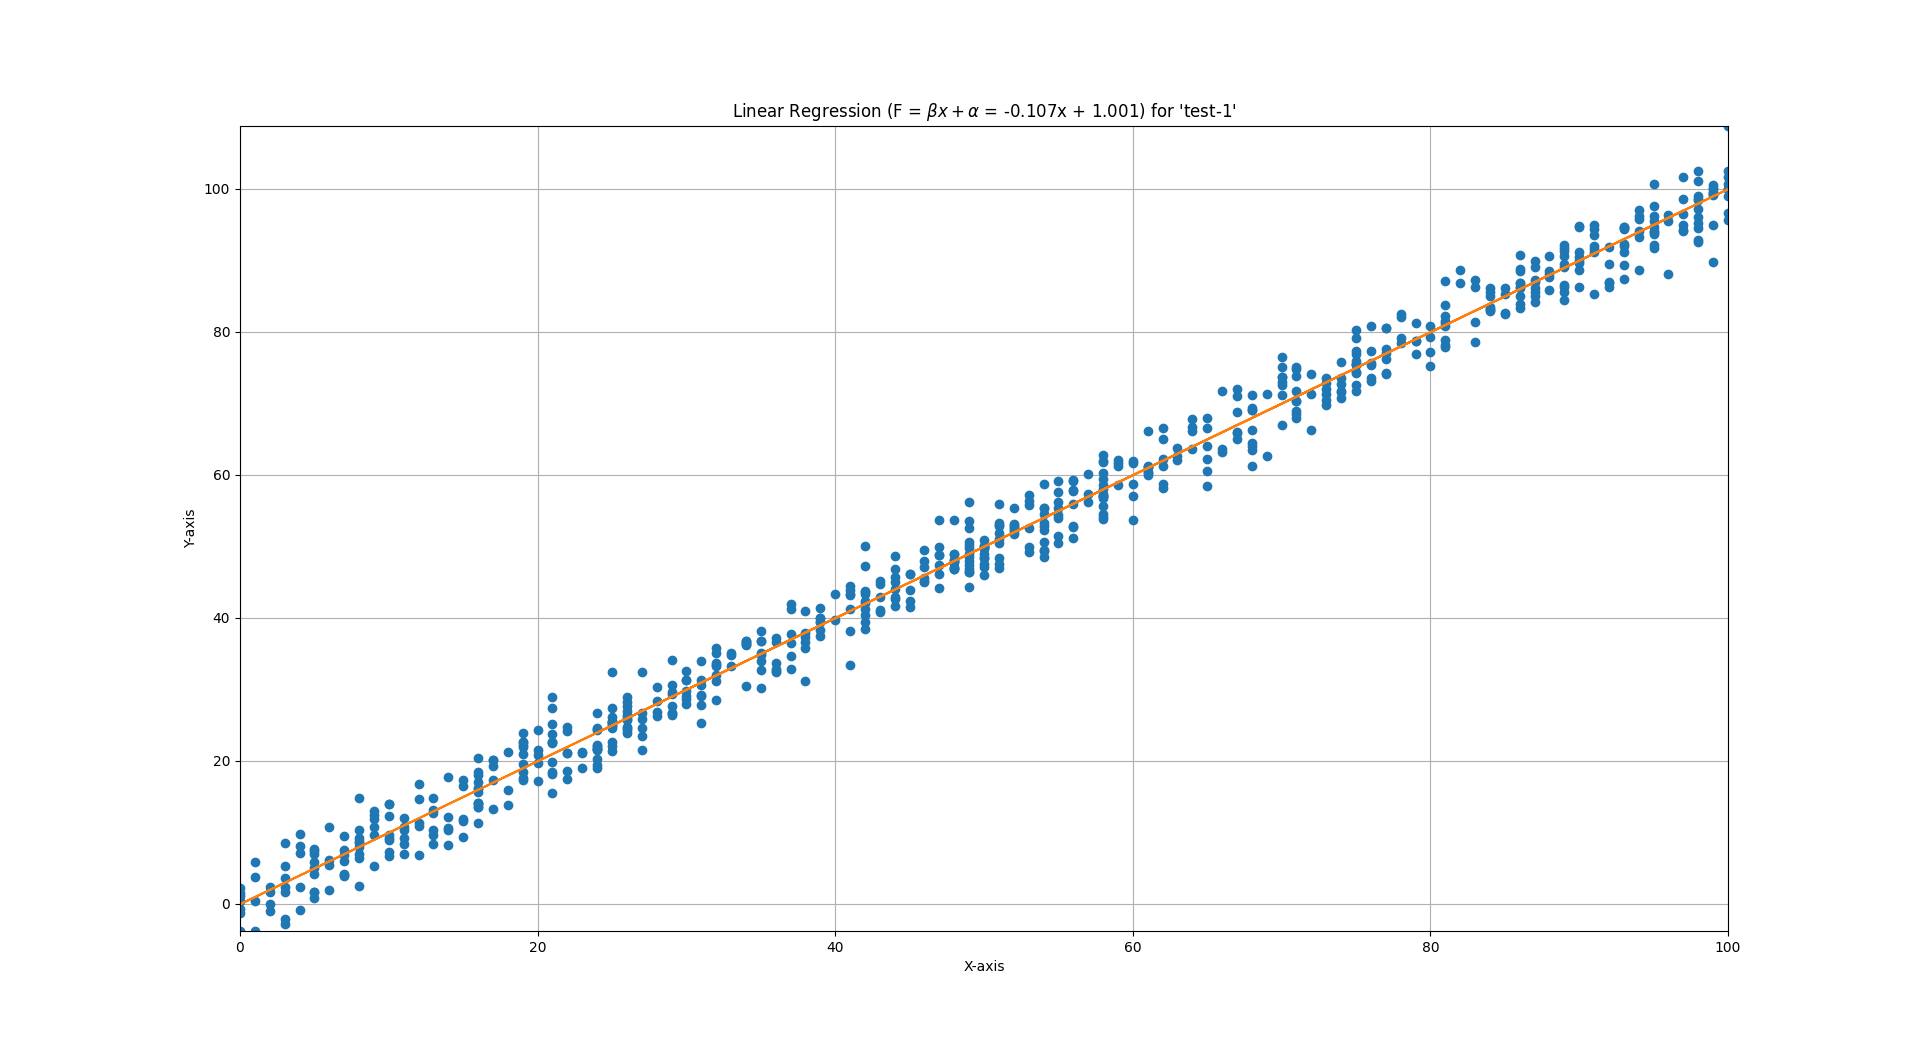 Linear Regression (F = βx + α = -0.107x + 1.001) for 'test-1'
100
80
60
40
20
0
Y-axis
0 20 40 60 80 100
X-axis